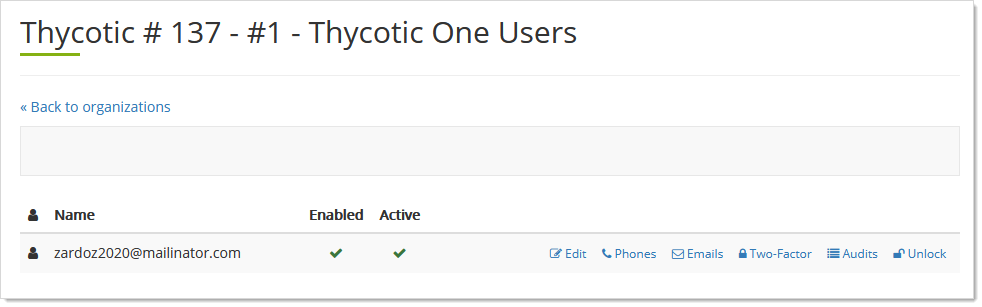 Thycotic # 137 - #1 - Thycotic One Users
« Back to organizations
Name Enabled Active
zardoz2020@mailinator.com Edit Phones Emails Two-Factor Audits Unlock